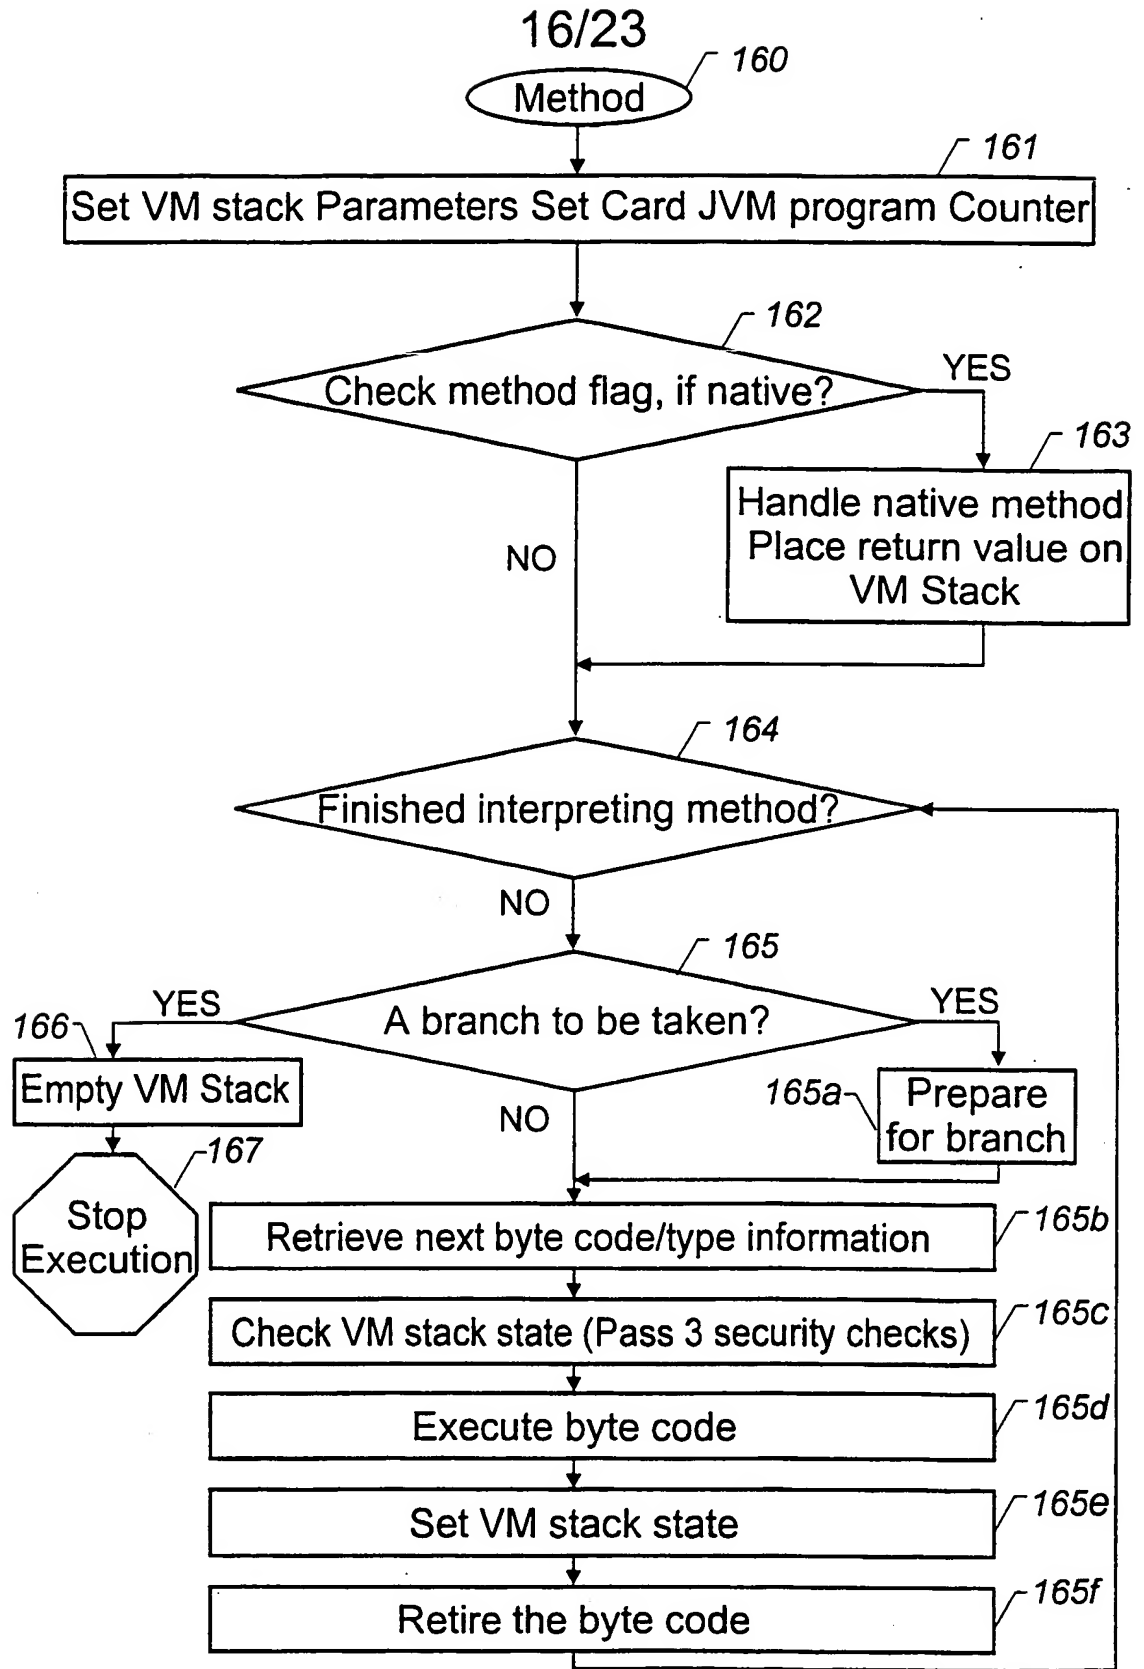 16/23
160
Method
161
Set VM stack Parameters Set Card JVM program Counter
162
Check method flag, if native?
YES
163
Handle native method
Place return value on
VM Stack
NO
164
Finished interpreting method?
NO
165
A branch to be taken?
YES
YES
166
Empty VM Stack
165a
Prepare
for branch
NO
167
Stop
Execution
Retrieve next byte code/type information
165b
Check VM stack state (Pass 3 security checks)
165c
Execute byte code
165d
Set VM stack state
165e
Retire the byte code
165f